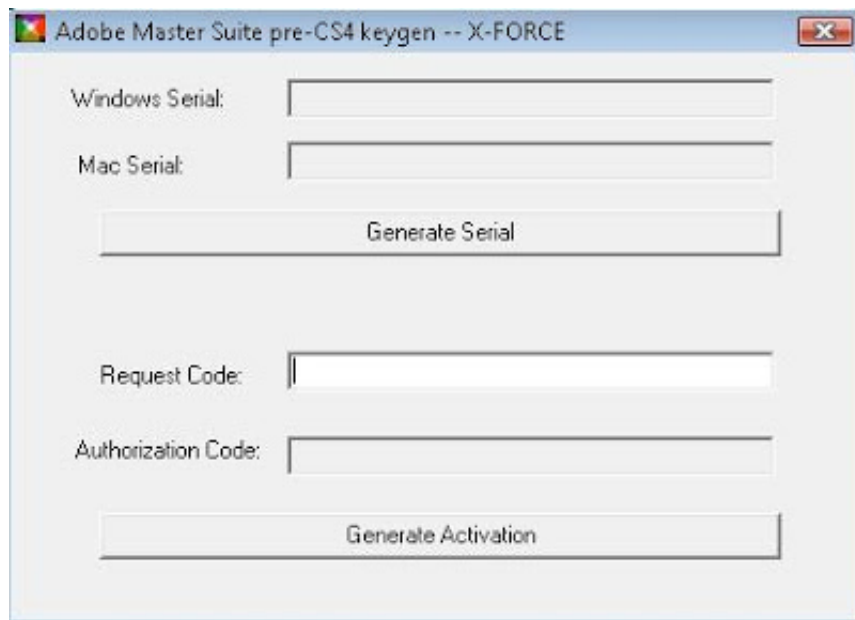 Adobe Master Suite pre-CS4 keygen -- X-FORCE
Windows Serial:
Mac Serial:
Generate Serial
Request Code:
Authorization Code:
Generate Activation